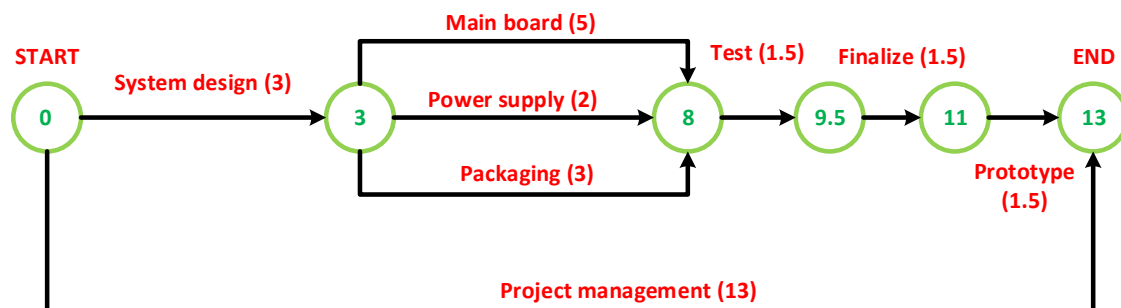 Main board (5)
START
System design (3)
Test (1.5)
Finalize (1.5)
END
Power supply (2)
0
3
8
9.5
11
13
Packaging (3)
Prototype
(1.5)
Project management (13)